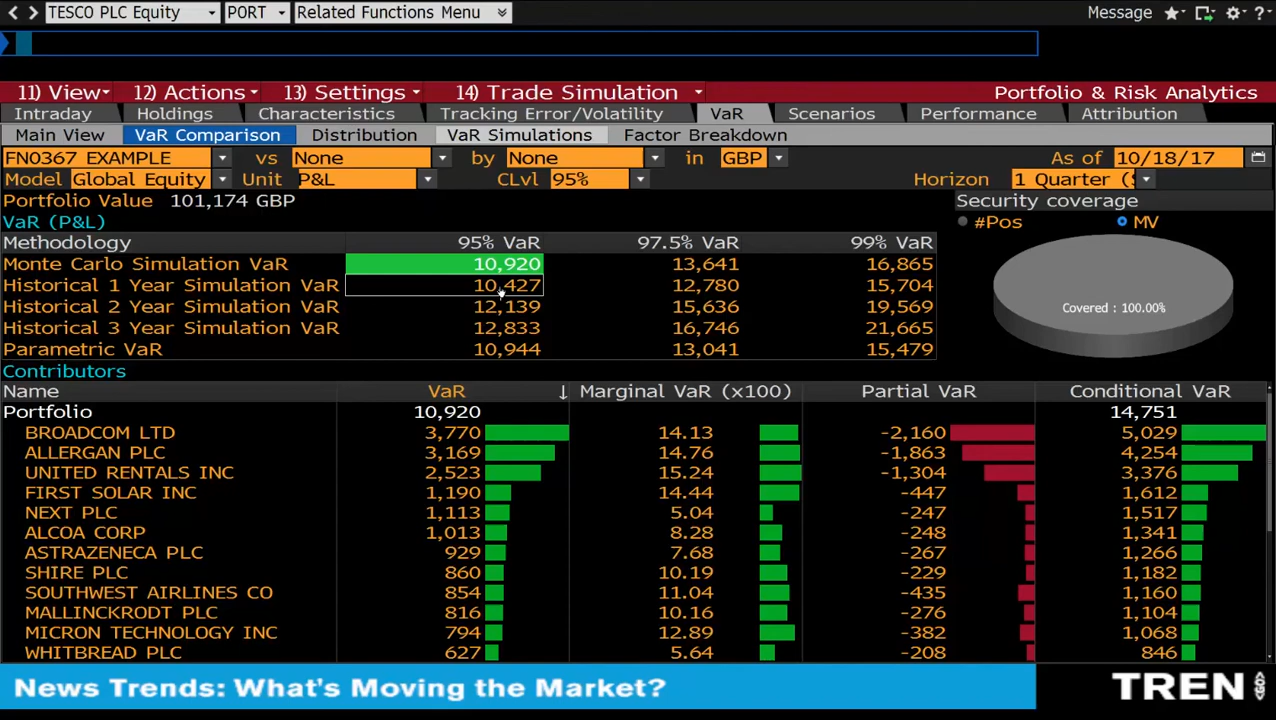 TESCO PLC Equity PORT Related Functions Menu Message
11) View 12) Actions 13) Settings 14) Trade Simulation Portfolio & Risk Analytics
Intraday Holdings Characteristics Tracking Error/Volatility VaR Scenarios Performance Attribution
Main View VaR Comparison Distribution VaR Simulations Factor Breakdown
FN0367 EXAMPLE vs None by None in GBP As of 10/18/17
Model Global Equity Unit P&L CLvl 95% Horizon 1 Quarter (
Portfolio Value 101,174 GBP Security coverage
VaR (P&L) #Pos MV
Methodology 95% VaR 97.5% VaR 99% VaR
Monte Carlo Simulation VaR 10,920 13,641 16,865
Historical 1 Year Simulation VaR 10,427 12,780 15,704
Historical 2 Year Simulation VaR 12,139 15,636 19,569
Covered : 100.00%
Historical 3 Year Simulation VaR 12,833 16,746 21,665
Parametric VaR 10,944 13,041 15,479
Contributors
Name VaR ↓ Marginal VaR (x100) Partial VaR Conditional VaR
Portfolio 10,920 14,751
BROADCOM LTD 3,770 14.13 -2,160 5,029
ALLERGAN PLC 3,169 14.76 -1,863 4,254
UNITED RENTALS INC 2,523 15.24 -1,304 3,376
FIRST SOLAR INC 1,190 14.44 -447 1,612
NEXT PLC 1,113 5.04 -247 1,517
ALCOA CORP 1,013 8.28 -248 1,341
ASTRAZENECA PLC 929 7.68 -267 1,266
SHIRE PLC 860 10.19 -229 1,182
SOUTHWEST AIRLINES CO 854 11.04 -435 1,160
MALLINCKRODT PLC 816 10.16 -276 1,104
MICRON TECHNOLOGY INC 794 12.89 -382 1,068
WHITBREAD PLC 627 5.64 -208 846
News Trends: What's Moving the Market? TREN <GO>